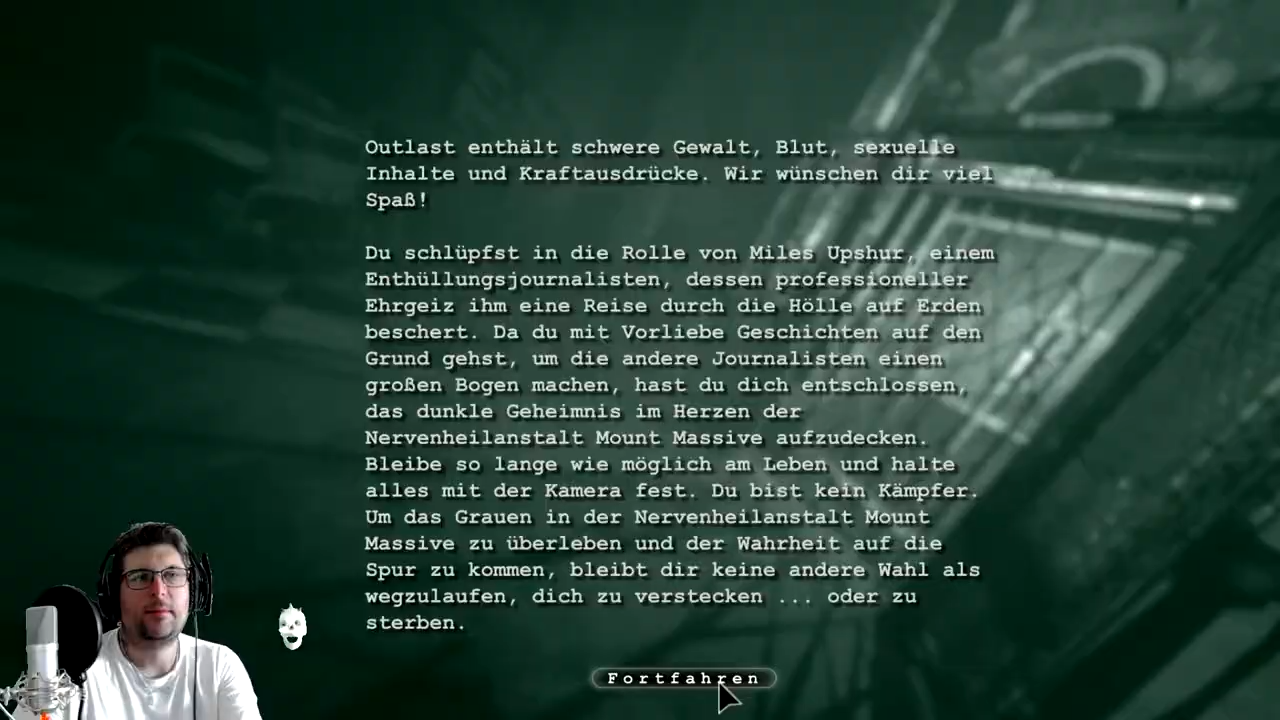 Outlast enthält schwere Gewalt, Blut, sexuelle
Inhalte und Kraftausdrücke. Wir wünschen dir viel
Spaß!
Du schlüpfst in die Rolle von Miles Upshur, einem
Enthüllungsjournalisten, dessen professioneller
Ehrgeiz ihm eine Reise durch die Hölle auf Erden
beschert. Da du mit Vorliebe Geschichten auf den
Grund gehst, um die andere Journalisten einen
großen Bogen machen, hast du dich entschlossen,
das dunkle Geheimnis im Herzen der
Nervenheilanstalt Mount Massive aufzudecken.
Bleibe so lange wie möglich am Leben und halte
alles mit der Kamera fest. Du bist kein Kämpfer.
Um das Grauen in der Nervenheilanstalt Mount
Massive zu überleben und der Wahrheit auf die
Spur zu kommen, bleibt dir keine andere Wahl als
wegzulaufen, dich zu verstecken ... oder zu
sterben.
Fortfahren